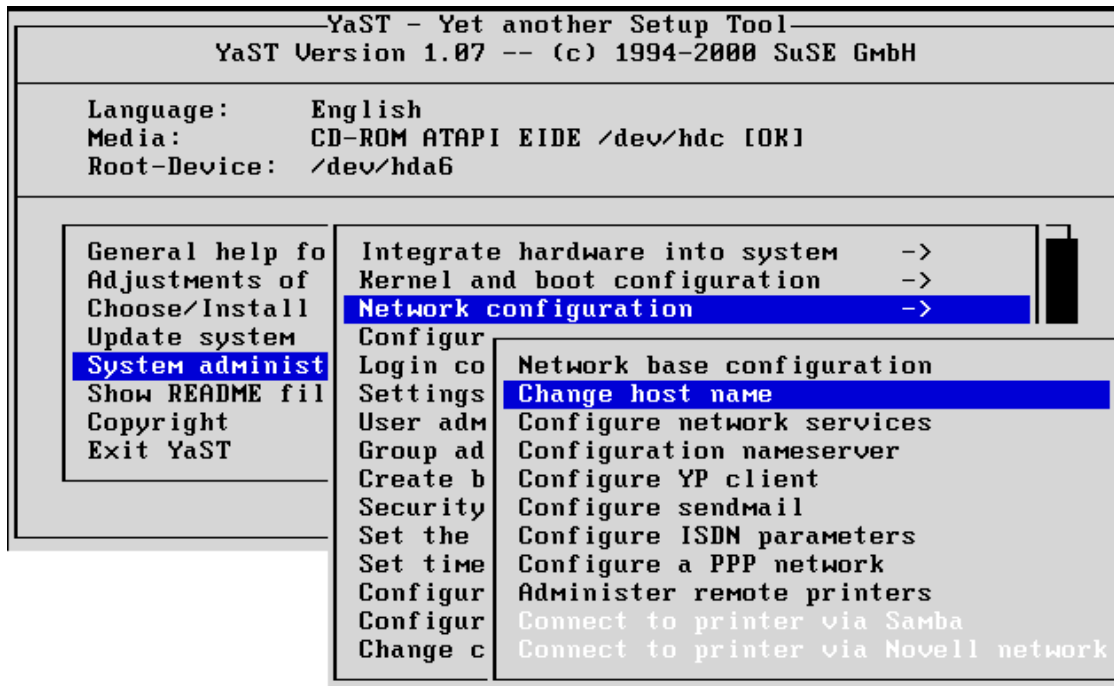 YaST - Yet another Setup Tool
YaST Version 1.07 -- (c) 1994-2000 SuSE GmbH
Language: English
Media: CD-ROM ATAPI EIDE /dev/hdc [OK]
Root-Device: /dev/hda6
General help fo
Adjustments of
Choose/Install
Update system
System administ
Show README fil
Copyright
Exit YaST
Integrate hardware into system ->
Kernel and boot configuration ->
Network configuration ->
Configur
Login co
Settings
User adm
Group ad
Create b
Security
Set the
Set time
Configur
Configur
Change c
Network base configuration
Change host name
Configure network services
Configuration nameserver
Configure YP client
Configure sendmail
Configure ISDN parameters
Configure a PPP network
Administer remote printers
Connect to printer via Samba
Connect to printer via Novell network